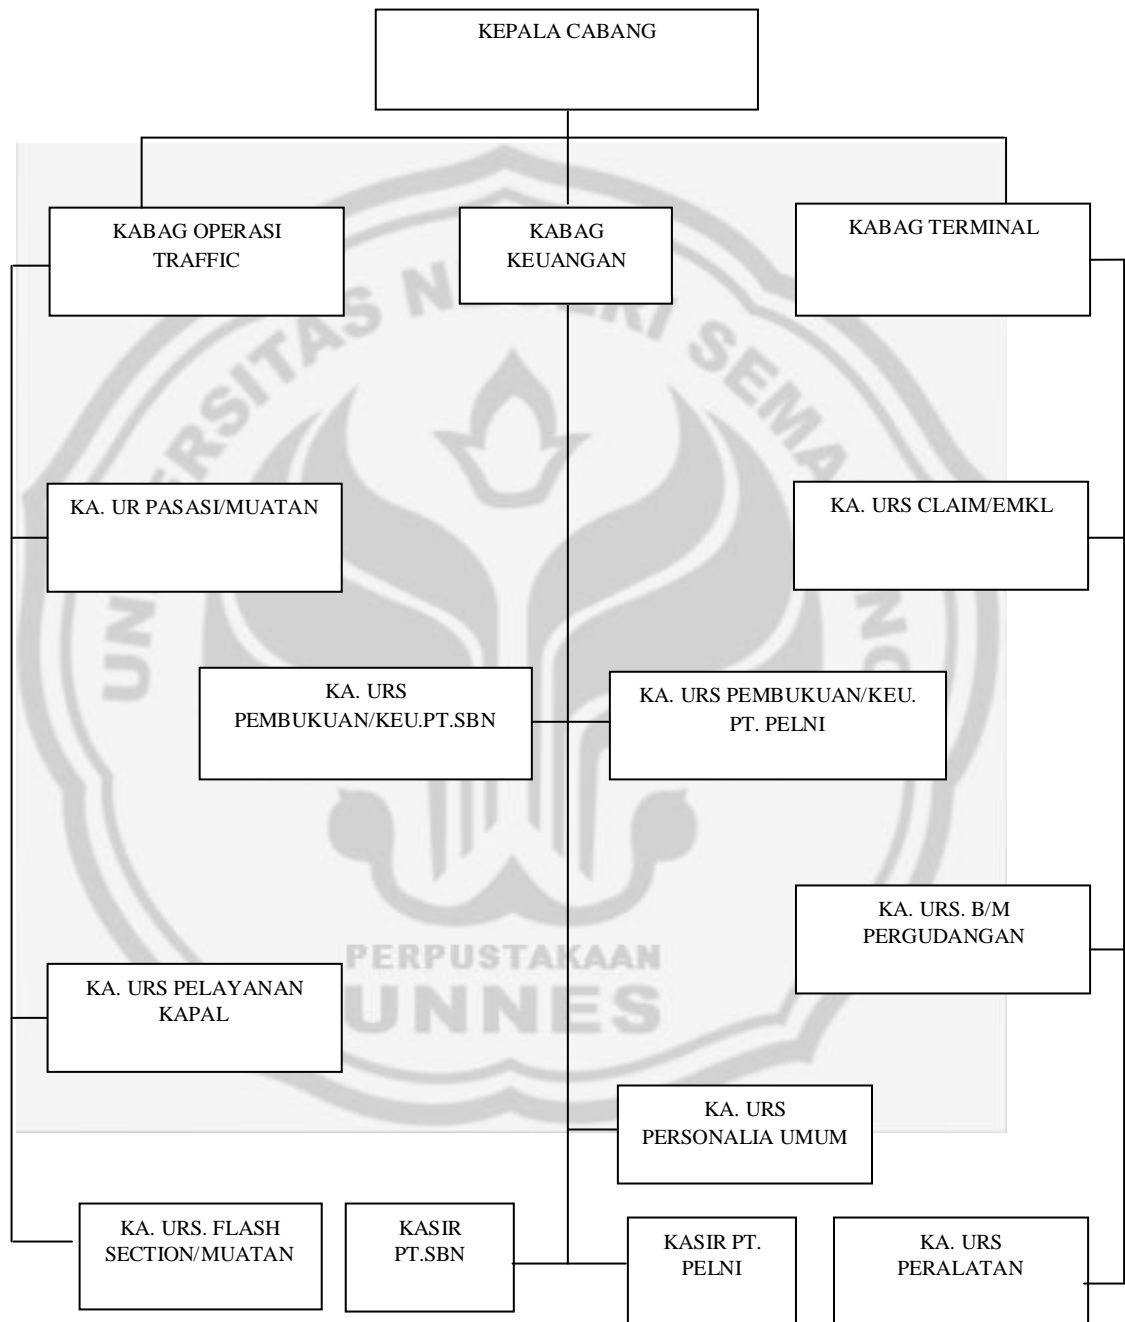 KEPALA CABANG
KABAG OPERASI
TRAFFIC
KABAG
KEUANGAN
KABAG TERMINAL
KA. UR PASASI/MUATAN
KA. URS CLAIM/EMKL
KA. URS
PEMBUKUAN/KEU.PT.SBN
KA. URS PEMBUKUAN/KEU.
PT. PELNI
KA. URS. B/M
PERGUDANGAN
KA. URS PELAYANAN
KAPAL
KA. URS
PERSONALIA UMUM
KA. URS. FLASH
SECTION/MUATAN
KASIR
PT.SBN
KASIR PT.
PELNI
KA. URS
PERALATAN
PERPUSTAKAAN
UNNES